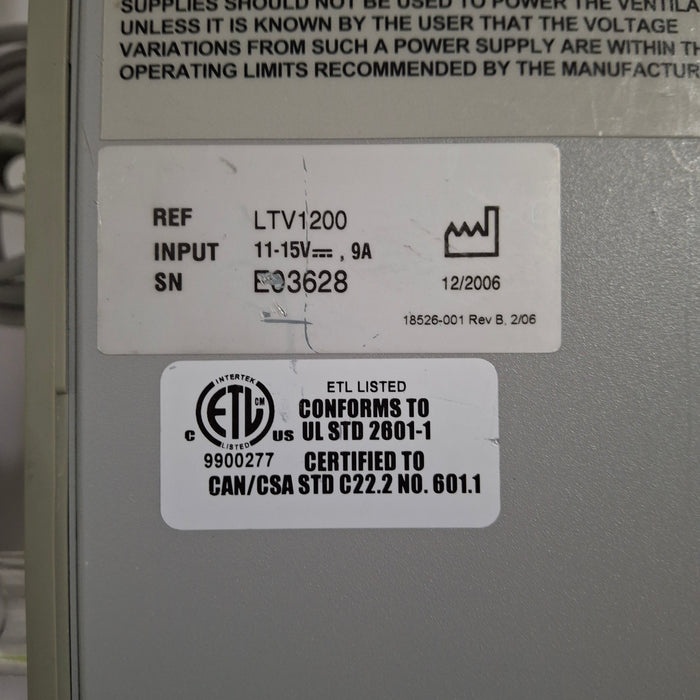 SUPPLIES SHOULD NOT BE USED TO POWER THE VENTILA
UNLESS IT IS KNOWN BY THE USER THAT THE VOLTAGE
VARIATIONS FROM SUCH A POWER SUPPLY ARE WITHIN TH
OPERATING LIMITS RECOMMENDED BY THE MANUFACTUR
REF LTV1200
INPUT 11-15V⎓, 9A
SN E03628
12/2006
18526-001 Rev B, 2/06
INTERTEK
ETL CM
LISTED
C US
9900277
ETL LISTED
CONFORMS TO
UL STD 2601-1
CERTIFIED TO
CAN/CSA STD C22.2 NO. 601.1